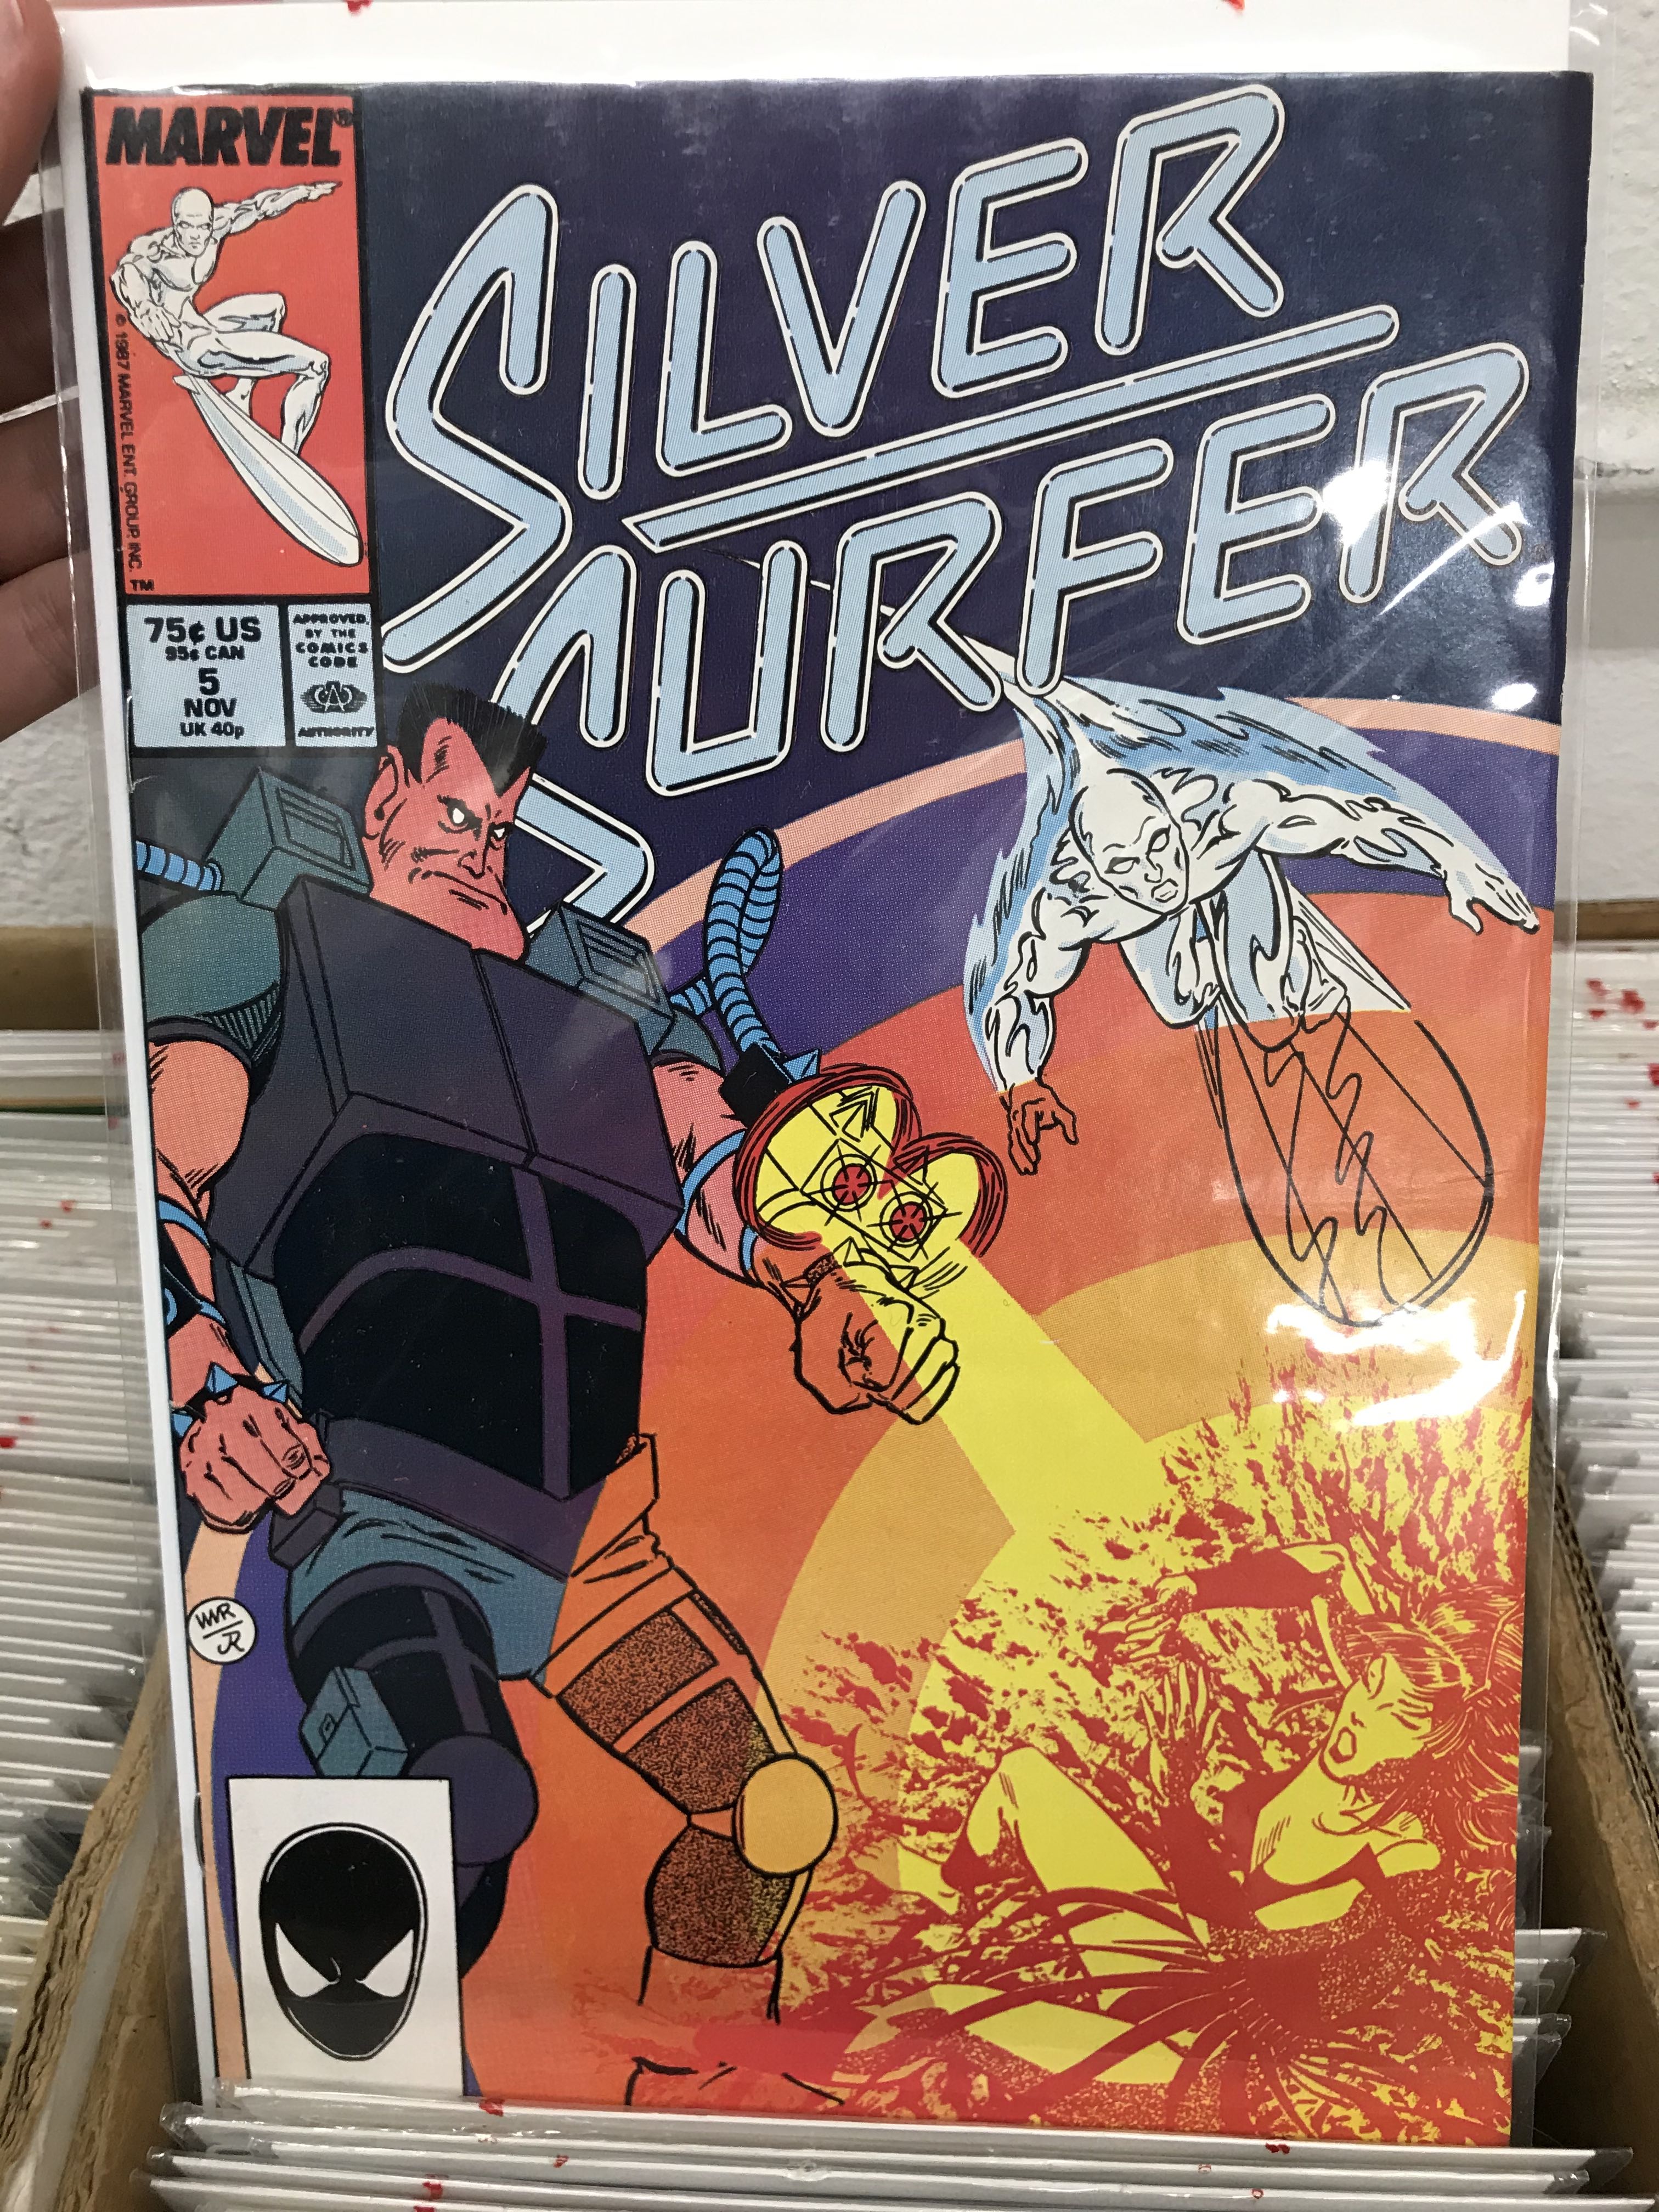 MARVEL®
SILVER
SURFER
© 1987 MARVEL ENT. GROUP, INC.
TM
75¢ US
95¢ CAN
5
NOV
UK 40p
APPROVED
BY THE
COMICS
CODE
CA
AUTHORITY
MR
JR